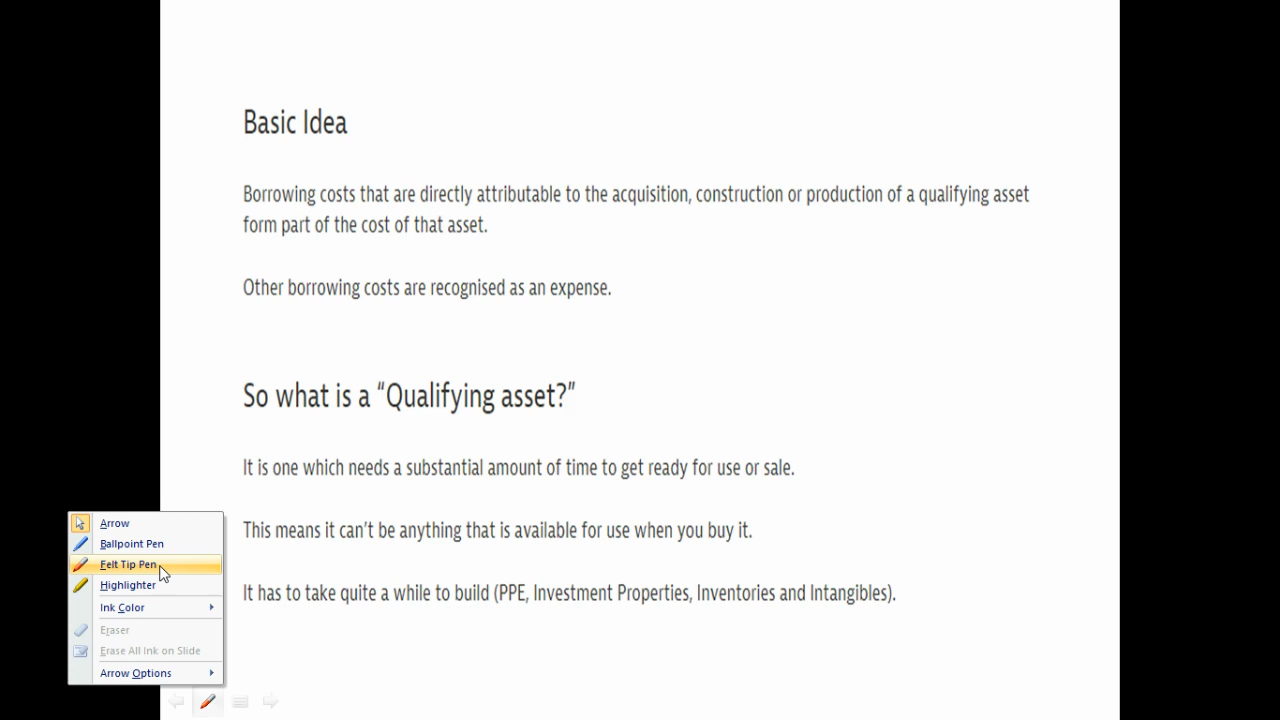 Basic Idea
Borrowing costs that are directly attributable to the acquisition, construction or production of a qualifying asset
form part of the cost of that asset.
Other borrowing costs are recognised as an expense.
So what is a “Qualifying asset?”
It is one which needs a substantial amount of time to get ready for use or sale.
This means it can’t be anything that is available for use when you buy it.
It has to take quite a while to build (PPE, Investment Properties, Inventories and Intangibles).
Arrow
Ballpoint Pen
Felt Tip Pen
Highlighter
Ink Color
Eraser
Erase All Ink on Slide
Arrow Options